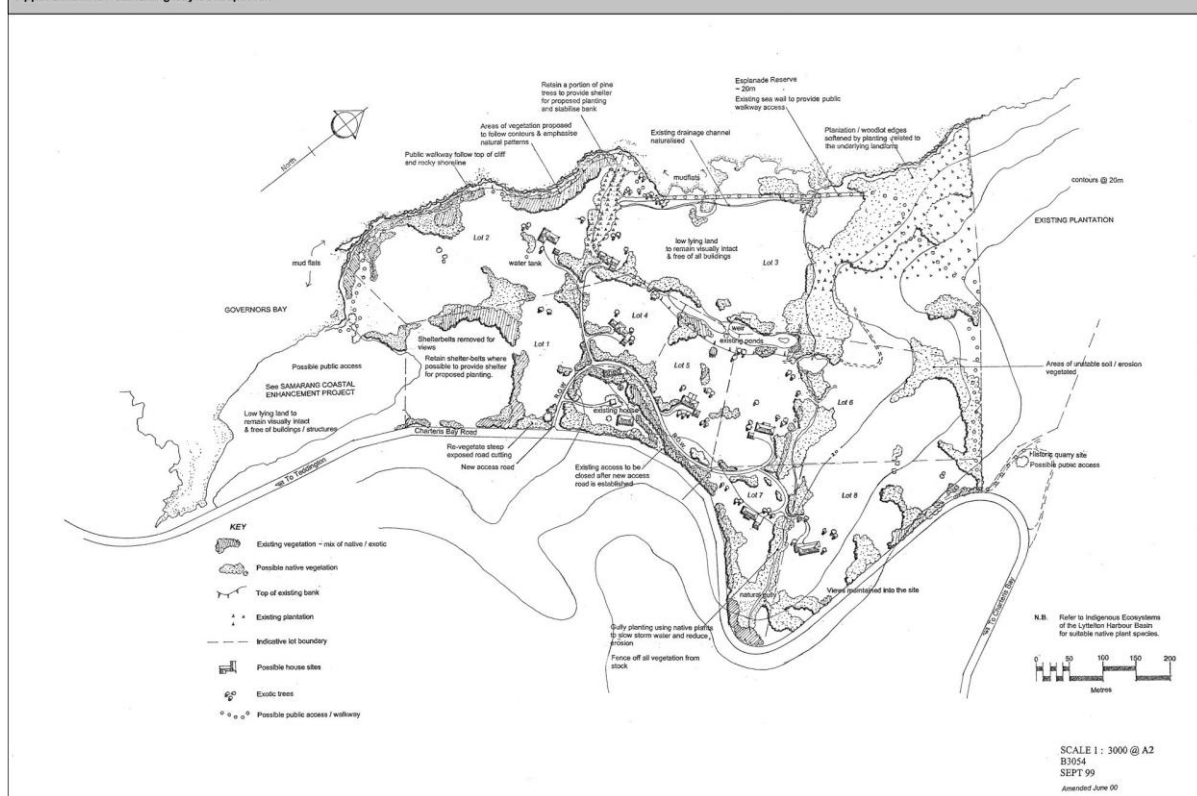 Retain a portion of pine
trees to provide shelter
for proposed planting
and stabilise bank
Esplanade Reserve
~ 20m
Existing sea wall to provide public
walkway access
Areas of vegetation proposed
to follow contours & emphasise
natural patterns
Existing drainage channel
naturalised
Plantation / woodlot edges
softened by planting related to
the underlying landform
Public walkway follow top of cliff
and rocky shoreline
North
mudflats
contours @ 20m
EXISTING PLANTATION
Lot 2
water tank
low lying land
to remain visually intact
& free of all buildings
Lot 3
mud flats
GOVERNORS BAY
Lot 4
Shelterbelts removed for
views
Lot 1
weir
existing ponds
Retain shelter-belts where
possible to provide shelter
for proposed planting.
Possible public access
See SAMARANG COASTAL
ENHANCEMENT PROJECT
Lot 5
Areas of unstable soil / erosion
vegetated
Low lying land to
remain visually intact
& free of buildings / structures
R.O.W
existing house
Lot 6
Charteris Bay Road
Re-vegetate steep
exposed road cutting
New access road
R.O.W
Existing access to be
closed after new access
road is established
Historic quarry site
Possible public access
To Teddington
Lot 7
Lot 8
KEY
Existing vegetation – mix of native / exotic
Possible native vegetation
Top of existing bank
Existing plantation
Indicative lot boundary
Possible house sites
Exotic trees
Possible public access / walkway
natural gully
Views maintained into the site
Gully planting using native plants
to slow storm water and reduce
erosion
Fence off all vegetation from
stock
To Charteris Bay
N.B. Refer to Indigenous Ecosystems
of the Lyttelton Harbour Basin
for suitable native plant species.
0 50 100 150 200
Metres
SCALE 1 : 3000 @ A2
B3054
SEPT 99
Amended June 00